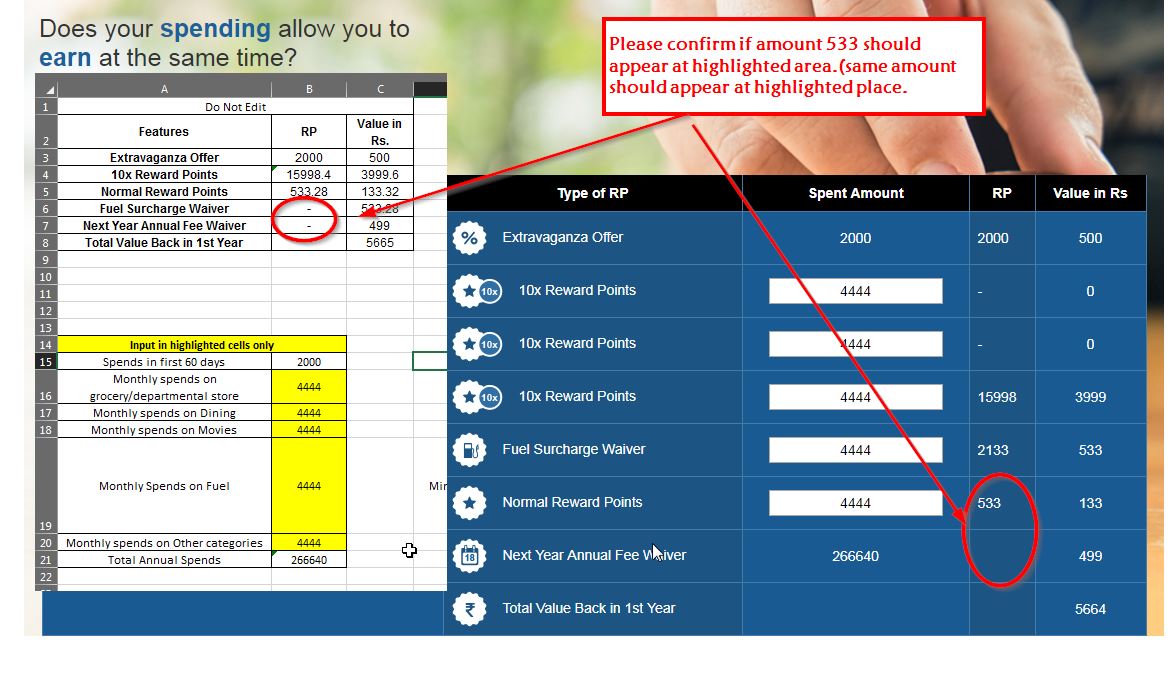 Does your spending allow you to
earn at the same time?
Please confirm if amount 533 should
appear at highlighted area.(same amount
should appear at highlighted place.
A B C
1 Do Not Edit
2 Features RP Value in Rs.
3 Extravaganza Offer 2000 500
4 10x Reward Points 15998.4 3999.6
5 Normal Reward Points 533.28 133.32
6 Fuel Surcharge Waiver - 533.28
7 Next Year Annual Fee Waiver - 499
8 Total Value Back in 1st Year 5665
9
10
11
12
13
14 Input in highlighted cells only
15 Spends in first 60 days 2000
16 Monthly spends on grocery/departmental store 4444
17 Monthly spends on Dining 4444
18 Monthly spends on Movies 4444
19 Monthly Spends on Fuel 4444
20 Monthly spends on Other categories 4444
21 Total Annual Spends 266640
22
Type of RP Spent Amount RP Value in Rs
% Extravaganza Offer 2000 2000 500
10x 10x Reward Points 4444 - 0
10x 10x Reward Points 4444 - 0
10x 10x Reward Points 4444 15998 3999
Fuel Surcharge Waiver 4444 2133 533
Normal Reward Points 4444 533 133
18 Next Year Annual Fee Waiver 266640 499
₹ Total Value Back in 1st Year 5664